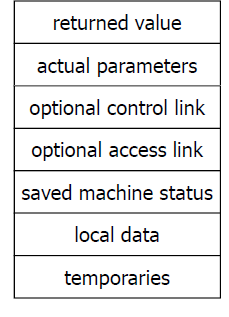 returned value
actual parameters
optional control link
optional access link
saved machine status
local data
temporaries